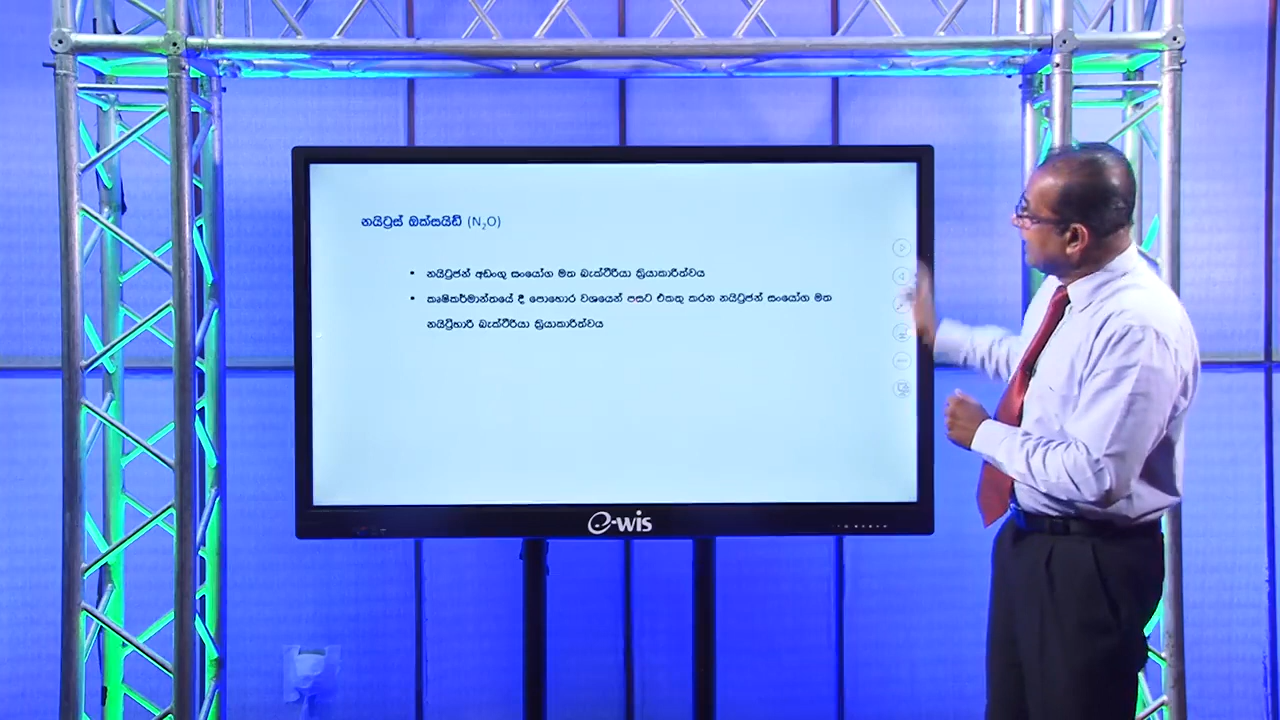 නයිට්‍රස් ඔක්සයිඩ් (N₂O)
• නයිට්‍රජන් අඩංගු සංයෝග මත බැක්ටීරියා ක්‍රියාකාරීත්වය
• කෘෂිකර්මාන්තයේ දී පොහොර වශයෙන් පසට එකතු කරන නයිට්‍රජන් සංයෝග මත
නයිට්‍රිහාරී බැක්ටීරියා ක්‍රියාකාරිත්වය
e-wis